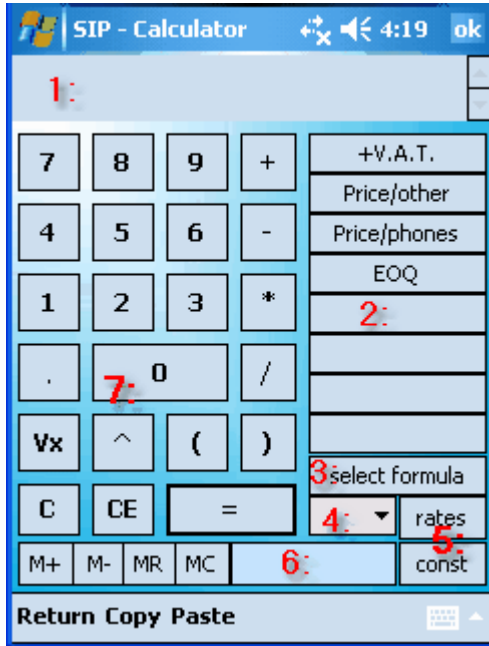 SIP - Calculator 4:19 ok
1:
7 8 9 + +V.A.T.
Price/other
4 5 6 - Price/phones
EOQ
1 2 3 * 2:
. 7: 0 /
Vx ^ ( ) 
3: select formula
C CE = 4: rates
5:
M+ M- MR MC 6: const
Return Copy Paste